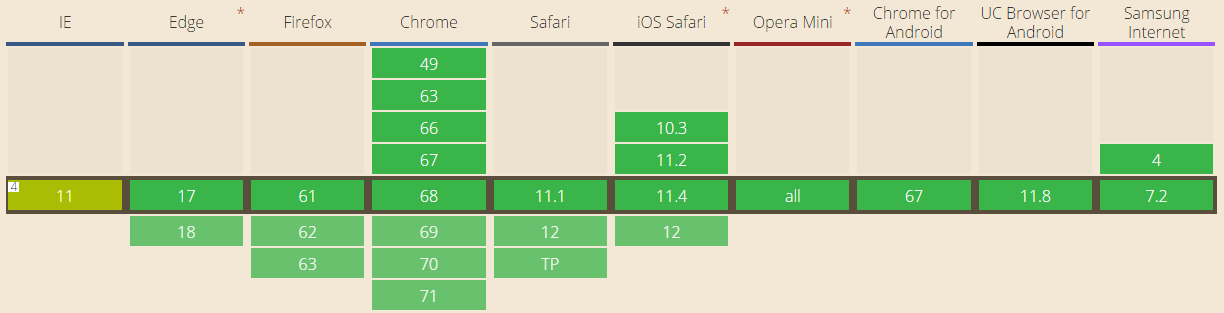 IE Edge * Firefox Chrome Safari iOS Safari * Opera Mini * Chrome for Android UC Browser for Android Samsung Internet
49
63
66 10.3
67 11.2 4
4 11 17 61 68 11.1 11.4 all 67 11.8 7.2
18 62 69 12 12
63 70 TP
71